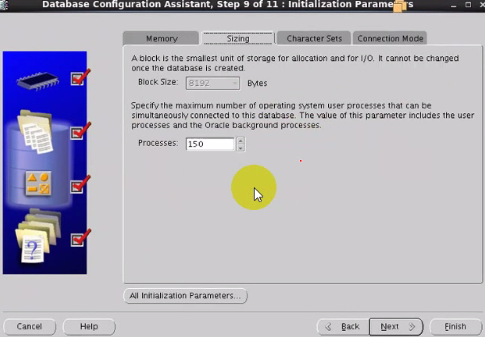 Database Configuration Assistant, Step 9 of 11 : Initialization Parameters
Memory
Sizing
Character Sets
Connection Mode
A block is the smallest unit of storage for allocation and for I/O. It cannot be changed
once the database is created.
Block Size: 8192 Bytes
Specify the maximum number of operating system user processes that can be
simultaneously connected to this database. The value of this parameter includes the user
processes and the Oracle background processes.
Processes: 150
All Initialization Parameters...
Cancel
Help
Back
Next
Finish